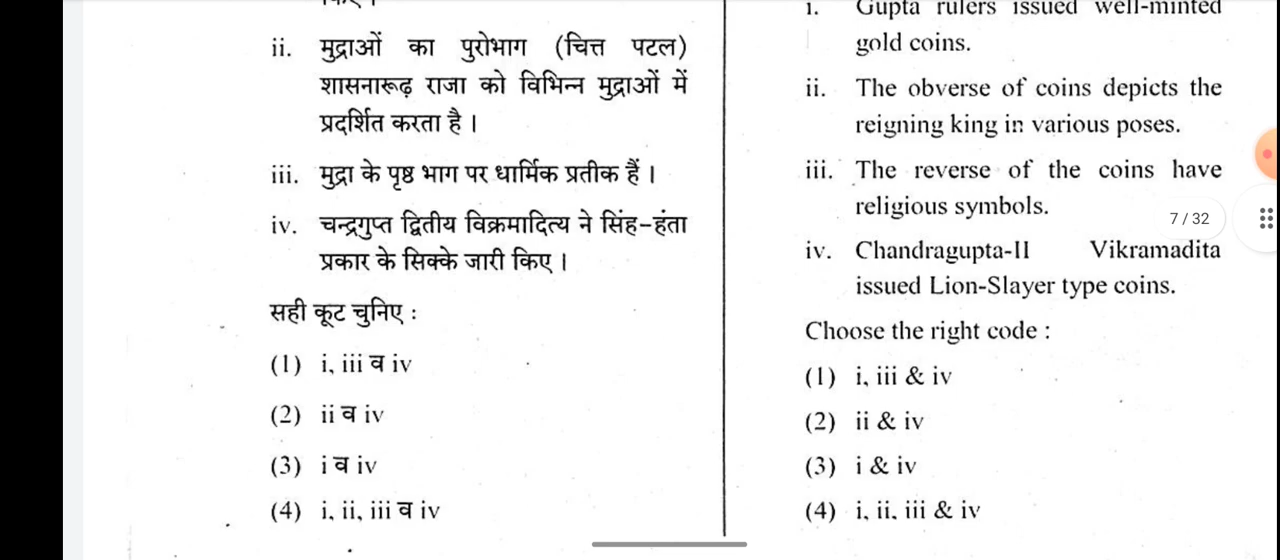 ii. मुद्राओं का पुरोभाग (चित्त पटल)
शासनारूढ़ राजा को विभिन्न मुद्राओं में
प्रदर्शित करता है।
iii. मुद्रा के पृष्ठ भाग पर धार्मिक प्रतीक हैं।
iv. चन्द्रगुप्त द्वितीय विक्रमादित्य ने सिंह-हंता
प्रकार के सिक्के जारी किए।
सही कूट चुनिए :
(1) i, iii व iv
(2) ii व iv
(3) i व iv
(4) i, ii, iii व iv
i. Gupta rulers issued well-minted
gold coins.
ii. The obverse of coins depicts the
reigning king in various poses.
iii. The reverse of the coins have
religious symbols.
iv. Chandragupta-II Vikramadita
issued Lion-Slayer type coins.
Choose the right code :
(1) i, iii & iv
(2) ii & iv
(3) i & iv
(4) i, ii, iii & iv
7 / 32